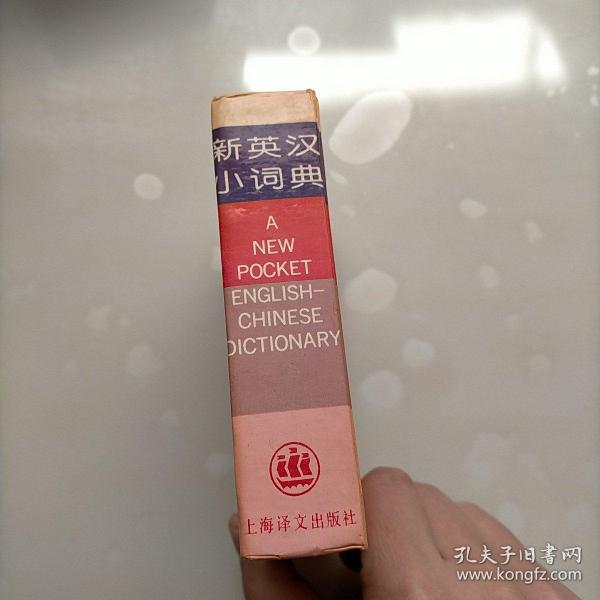 新英汉
小词典
A
NEW
POCKET
ENGLISH-
CHINESE
DICTIONARY
上海译文出版社
孔夫子旧书网
www.kongfz.com